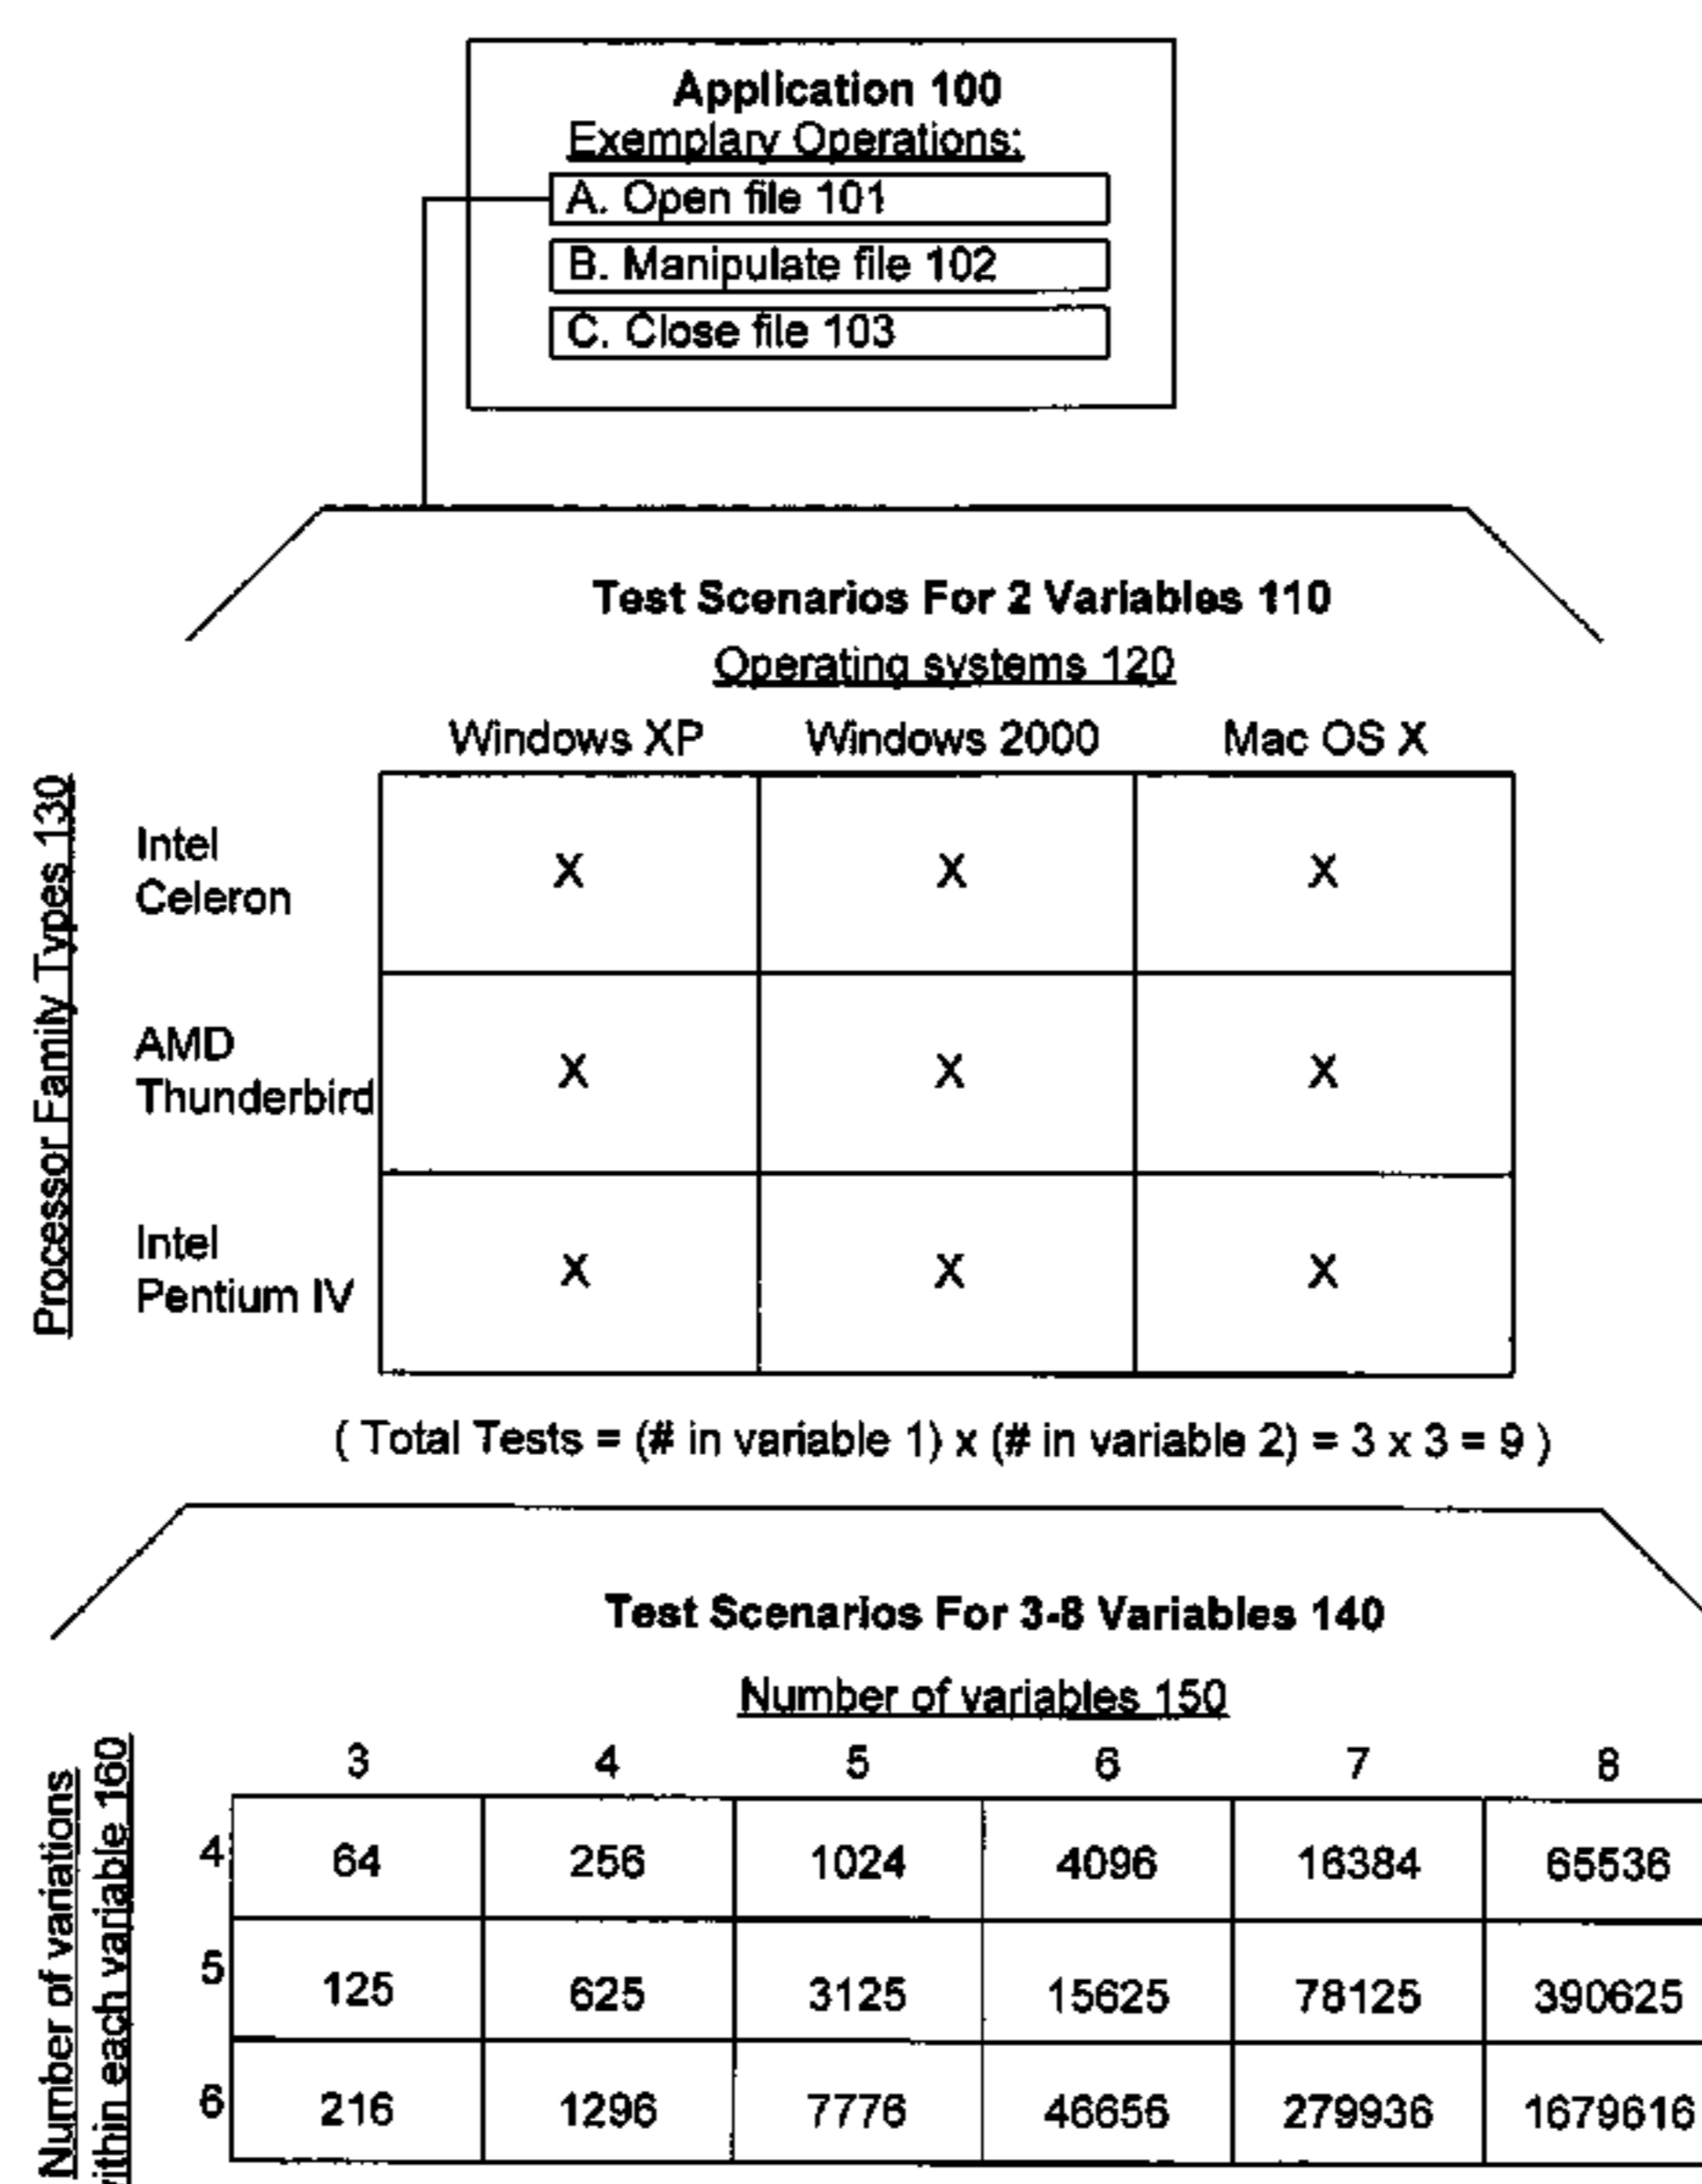 Application 100
Exemplary Operations:
A. Open file 101
B. Manipulate file 102
C. Close file 103
Test Scenarios For 2 Variables 110
Operating systems 120
Windows XP Windows 2000 Mac OS X
Processor Family Types 130
Intel
Celeron
X X X
AMD
Thunderbird
X X X
Intel
Pentium IV
X X X
( Total Tests = (# in variable 1) x (# in variable 2) = 3 x 3 = 9 )
Test Scenarios For 3-8 Variables 140
Number of variables 150
3 4 5 6 7 8
Number of variations
within each variable 160
4 64 256 1024 4096 16384 65536
5 125 625 3125 15625 78125 390625
6 216 1296 7776 46656 279936 1679616